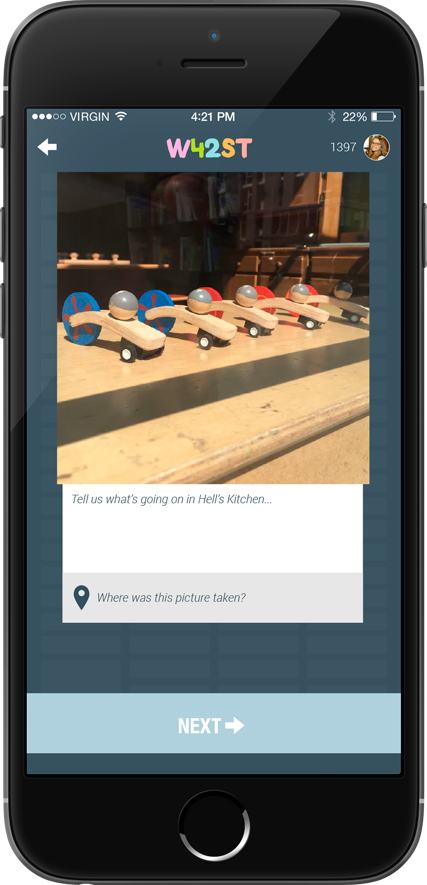 VIRGIN 4:21 PM 22%
W42ST 1397
Tell us what's going on in Hell's Kitchen...
Where was this picture taken?
NEXT